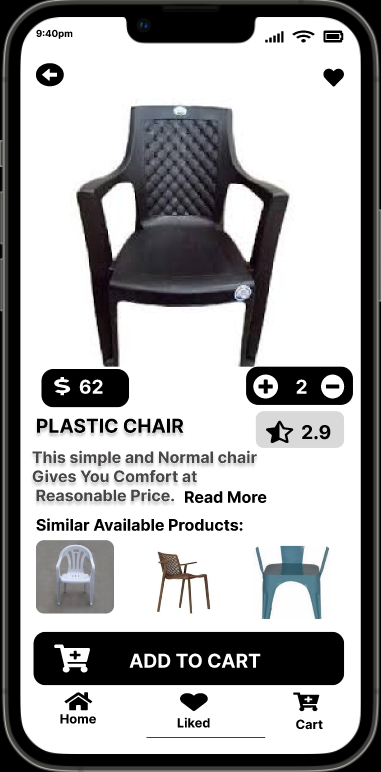 9:40pm
$ 62
2
PLASTIC CHAIR
2.9
This simple and Normal chair
Gives You Comfort at
Reasonable Price. Read More
Similar Available Products:
ADD TO CART
Home
Liked
Cart